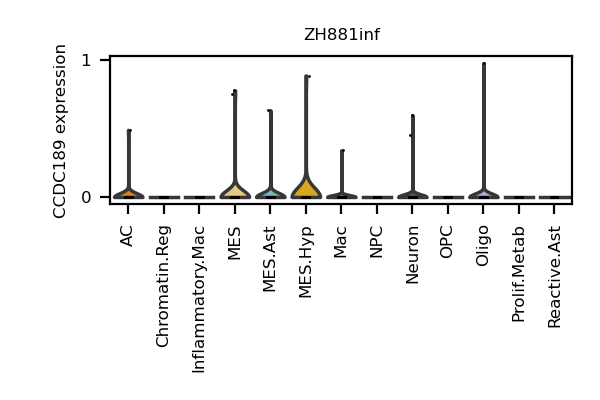 ZH881inf
CCDC189 expression
1
0
AC
Chromatin.Reg
Inflammatory.Mac
MES
MES.Ast
MES.Hyp
Mac
NPC
Neuron
OPC
Oligo
Prolif.Metab
Reactive.Ast